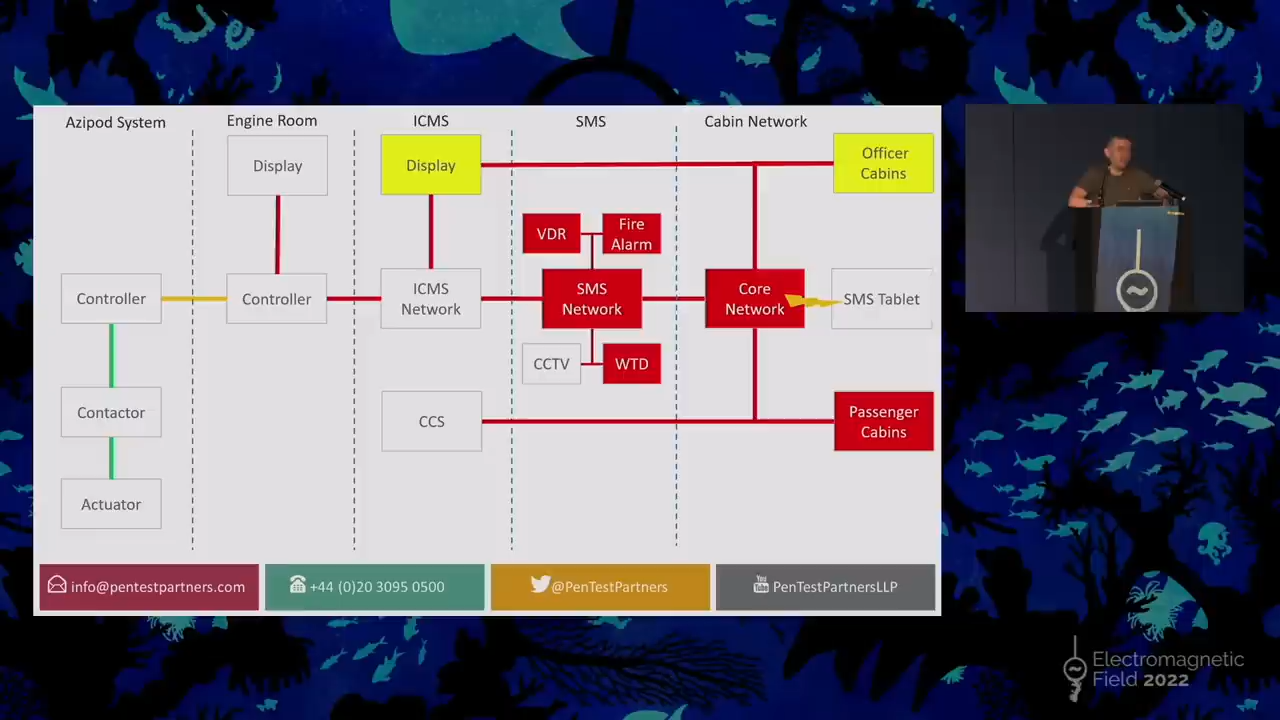 Azipod System
Engine Room
ICMS
SMS
Cabin Network
Display
Display
Officer
Cabins
VDR
Fire
Alarm
Controller
Controller
ICMS
Network
SMS
Network
Core
Network
SMS Tablet
CCTV
WTD
Contactor
CCS
Passenger
Cabins
Actuator
info@pentestpartners.com
+44 (0)20 3095 0500
@PenTestPartners
You
Tube
PenTestPartnersLLP
Electromagnetic
Field 2022